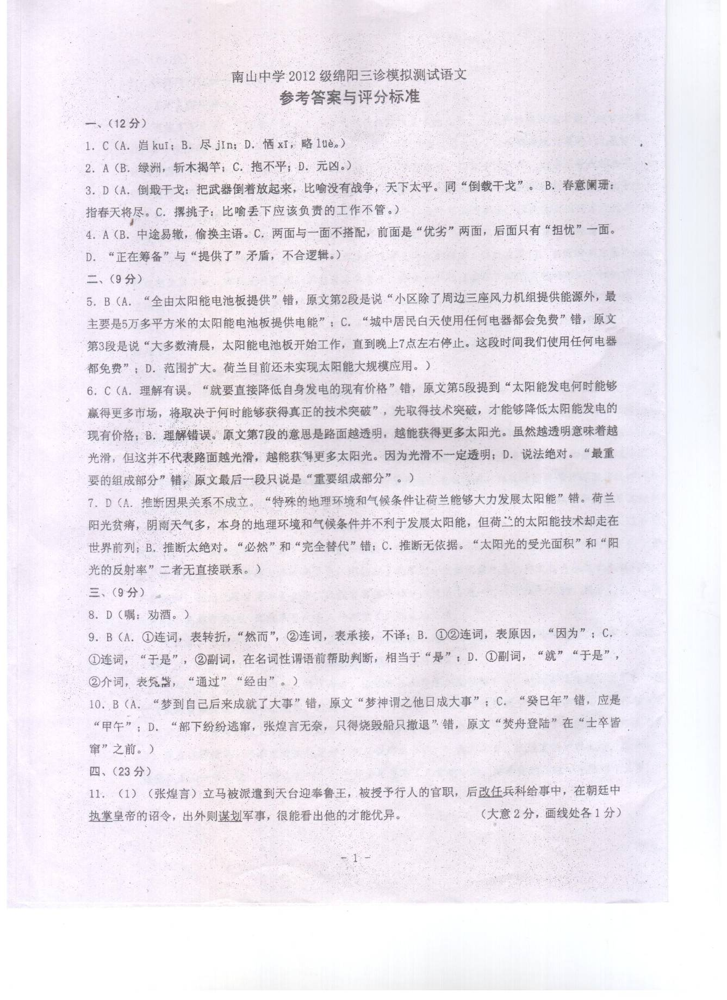 南山中学2012级绵阳三诊模拟测试语文
参考答案与评分标准
一、（12分）
1．C（A．岿 kuī；B．尽 jǐn；D．恓 xī，略 lüè。）
2．A（B．绿洲，斩木揭竿；C．抱不平；D．元凶。）
3．D（A．倒戢干戈：把武器倒着放起来，比喻没有战争，天下太平。同“倒载干戈”。 B．春意阑珊：
指春天将尽。C．撂挑子：比喻丢下应该负责的工作不管。）
4．A（B．中途易辙，偷换主语。C．两面与一面不搭配，前面是“优劣”两面，后面只有“担忧”一面。
D．“正在筹备”与“提供了”矛盾，不合逻辑。）
二、（9分）
5．B（A．“全由太阳能电池板提供”错，原文第2段是说“小区除了周边三座风力机组提供能源外，最
主要是5万多平方米的太阳能电池板提供电能”；C．“城中居民白天使用任何电器都会免费”错，原文
第3段是说“大多数清晨，太阳能电池板开始工作，直到晚上7点左右停止。这段时间我们使用任何电器
都免费”；D．范围扩大。荷兰目前还未实现太阳能大规模应用。）
6．C（A．理解有误。“就要直接降低自身发电的现有价格”错，原文第5段提到“太阳能发电何时能够
赢得更多市场，将取决于何时能够获得真正的技术突破”，先取得技术突破，才能够降低太阳能发电的
现有价格；B．理解错误。原文第7段的意思是路面越透明，越能获得更多太阳光。虽然越透明意味着越
光滑，但这并不代表路面越光滑，越能获得更多太阳光。因为光滑不一定透明；D．说法绝对。“最重
要的组成部分”错，原文最后一段只说是“重要组成部分”。）
7．D（A．推断因果关系不成立。“特殊的地理环境和气候条件让荷兰能够大力发展太阳能”错。荷兰
阳光贫瘠，阴雨天气多，本身的地理环境和气候条件并不利于发展太阳能，但荷兰的太阳能技术却走在
世界前列；B．推断太绝对。“必然”和“完全替代”错；C．推断无依据。“太阳光的受光面积”和“阳
光的反射率”二者无直接联系。）
三、（9分）
8．D（嘱：劝酒。）
9．B（A．①连词，表转折，“然而”，②连词，表承接，不译；B．①②连词，表原因，“因为”；C．
①连词，“于是”，②副词，在名词性谓语前帮助判断，相当于“是”；D．①副词，“就”“于是”，
②介词，表凭借，“通过”“经由”。）
10．B（A．“梦到自己后来成就了大事”错，原文“梦神谓之他日成大事”；C．“癸巳年”错，应是
“甲午”；D．“部下纷纷逃窜，张煌言无奈，只得烧毁船只撤退”错，原文“焚舟登陆”在“士卒皆
窜”之前。）
四、（23分）
11．（1）（张煌言）立马被派遣到天台迎奉鲁王，被授予行人的官职，后改任兵科给事中，在朝廷中
执掌皇帝的诏令，出外则谋划军事，很能看出他的才能优异。 （大意2分，画线处各1分）
- 1 -